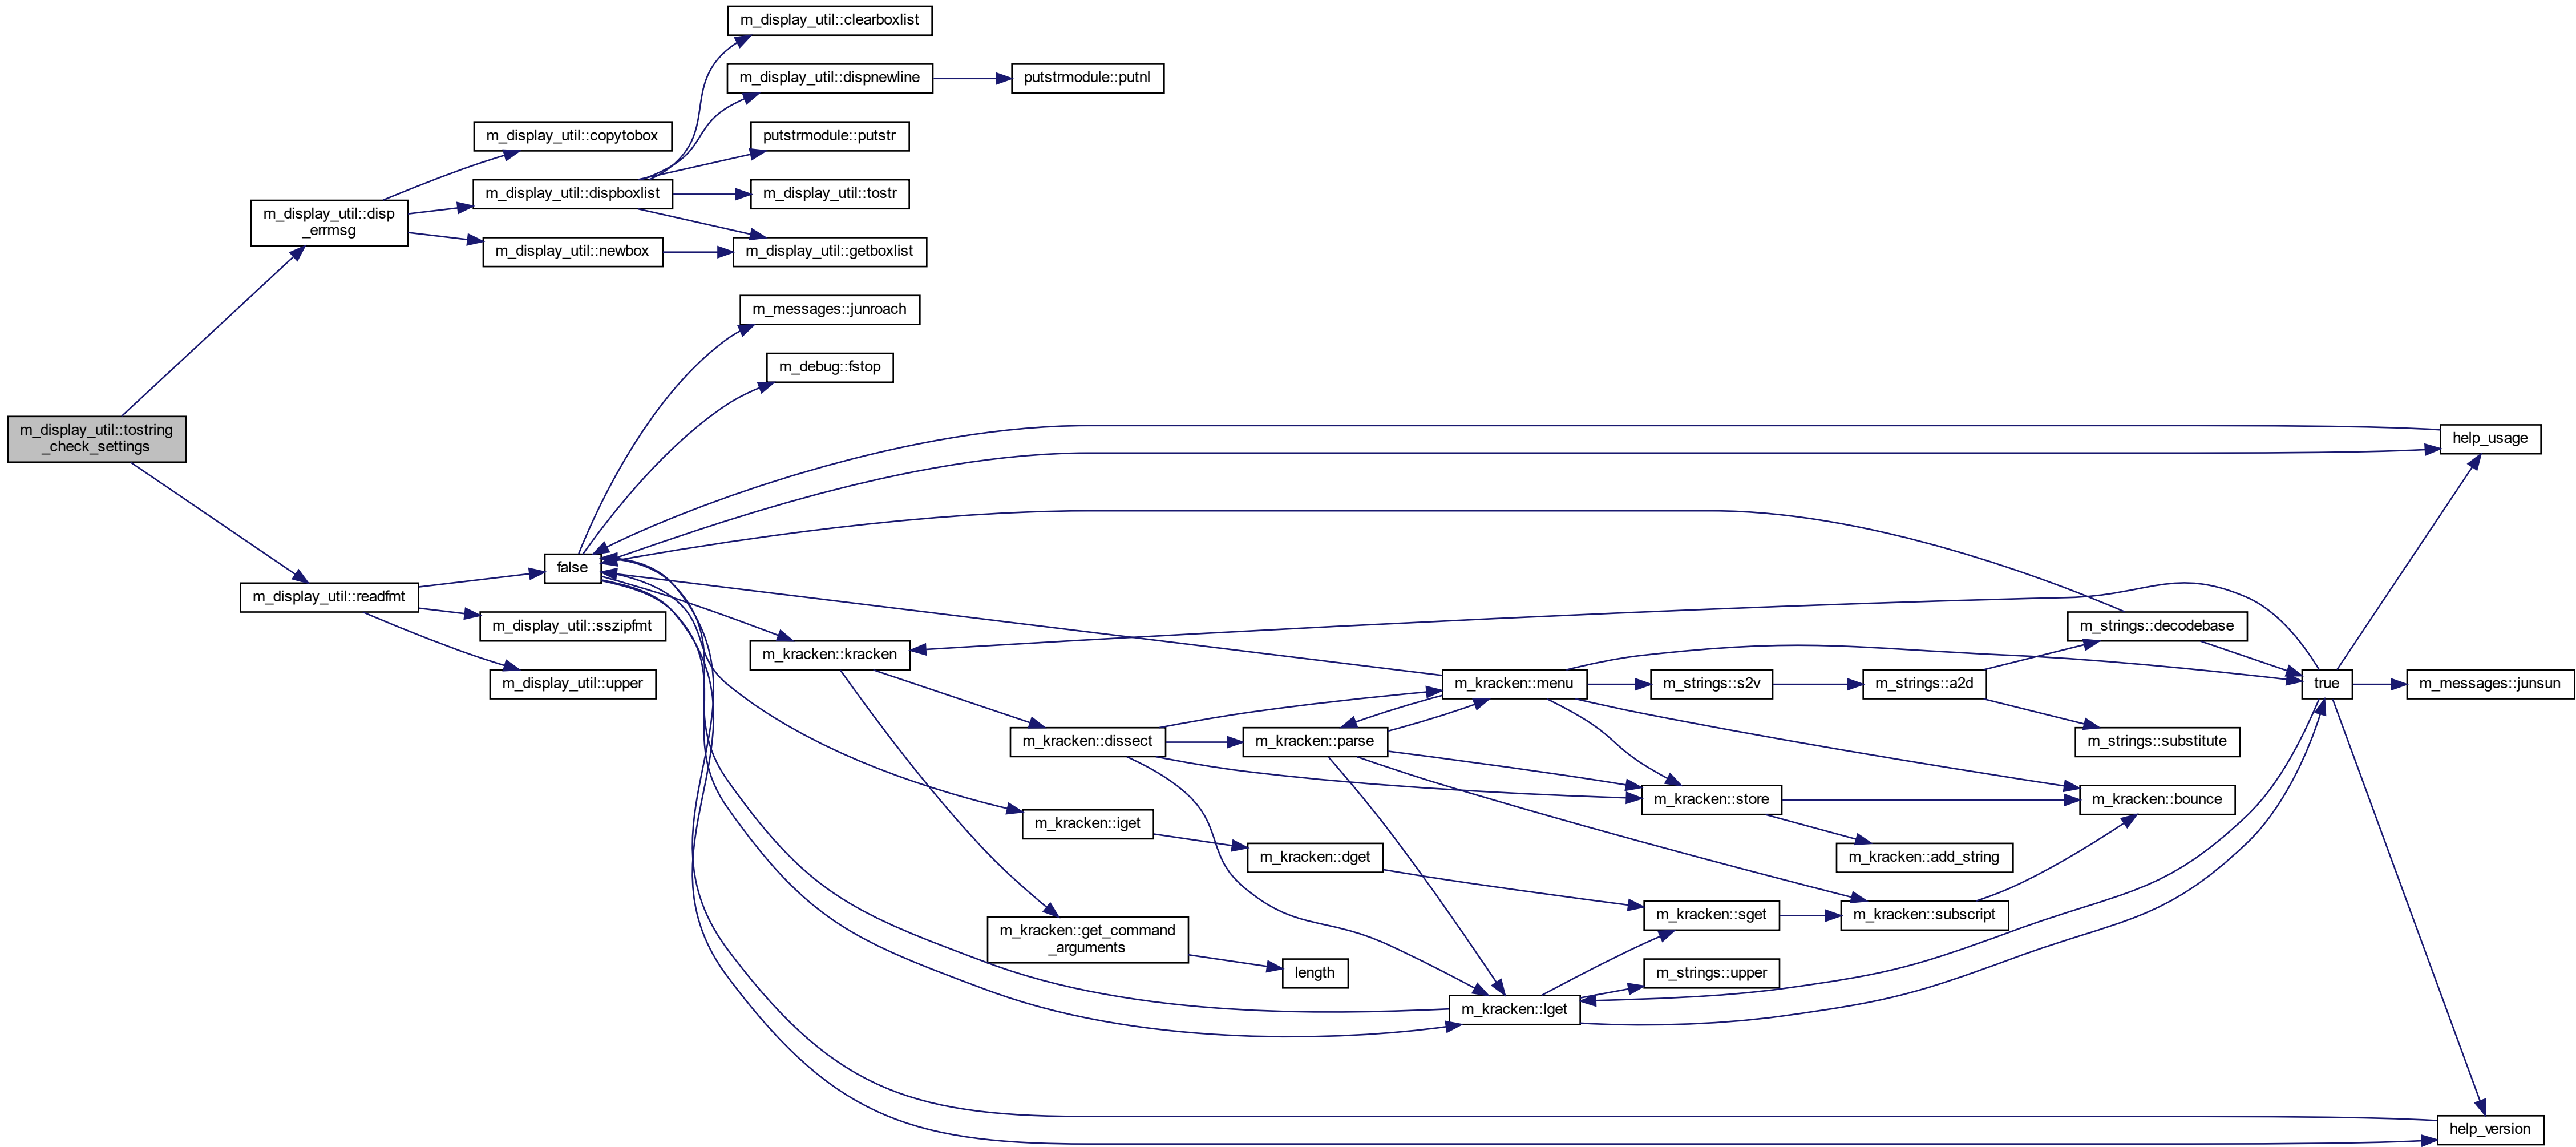 m_display_util::clearboxlist
m_display_util::dispnewline
putstrmodule::putnl
m_display_util::copytobox
putstrmodule::putstr
m_display_util::dispboxlist
m_display_util::tostr
m_display_util::disp
_errmsg
m_display_util::newbox
m_display_util::getboxlist
m_messages::junroach
m_debug::fstop
m_display_util::tostring
_check_settings
help_usage
false
m_display_util::readfmt
m_display_util::sszipfmt
m_display_util::upper
m_kracken::kracken
m_strings::decodebase
m_kracken::menu
m_strings::s2v
m_strings::a2d
true
m_messages::junsun
m_kracken::dissect
m_kracken::parse
m_strings::substitute
m_kracken::store
m_kracken::bounce
m_kracken::iget
m_kracken::dget
m_kracken::add_string
m_kracken::sget
m_kracken::subscript
m_kracken::get_command
_arguments
length
m_strings::upper
m_kracken::lget
help_version